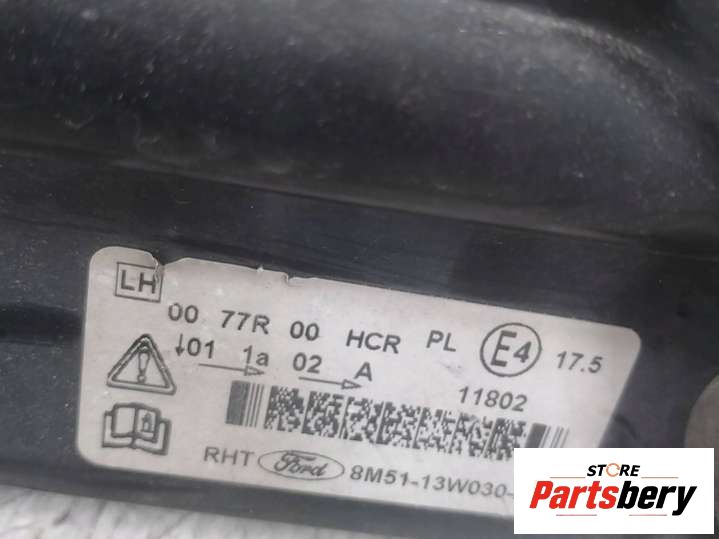 LH
00 77R 00 HCR PL E4 17.5
↓01 1a 02 A 11802
RHT Ford 8M51-13W030-
STORE
Partsbery